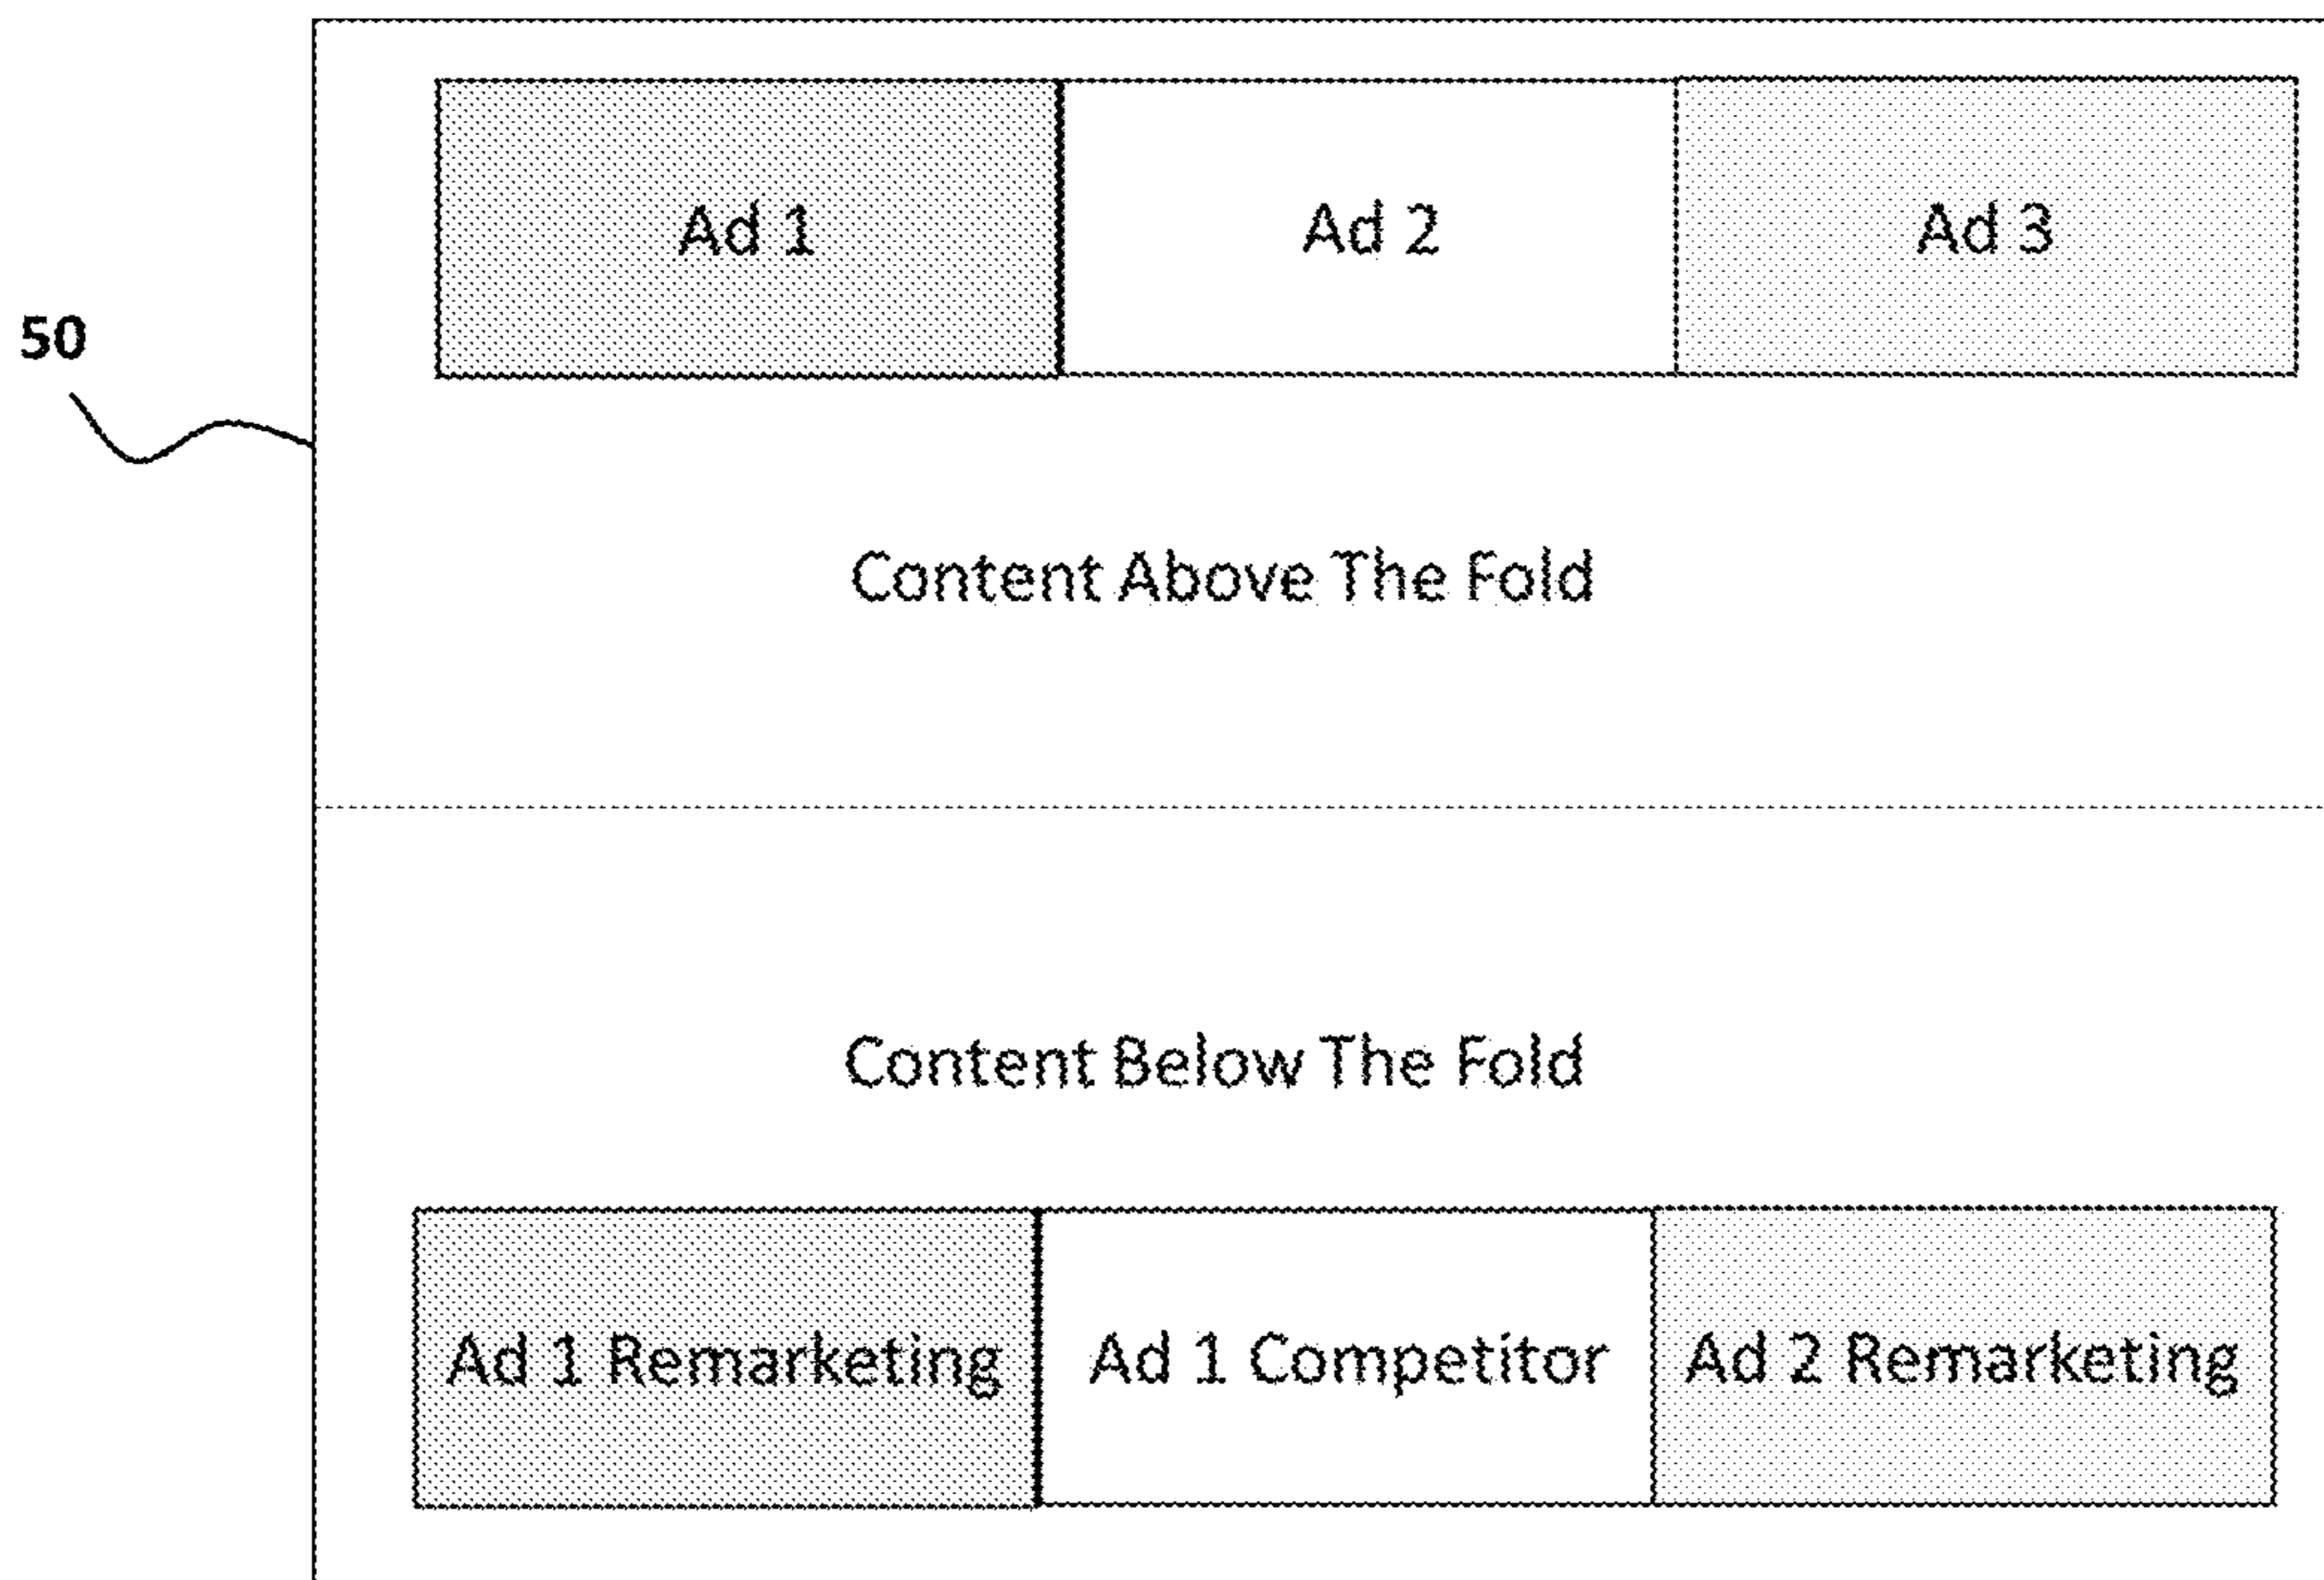 Ad 1 Ad 2 Ad 3
50
Content Above The Fold
Content Below The Fold
Ad 1 Remarketing Ad 1 Competitor Ad 2 Remarketing